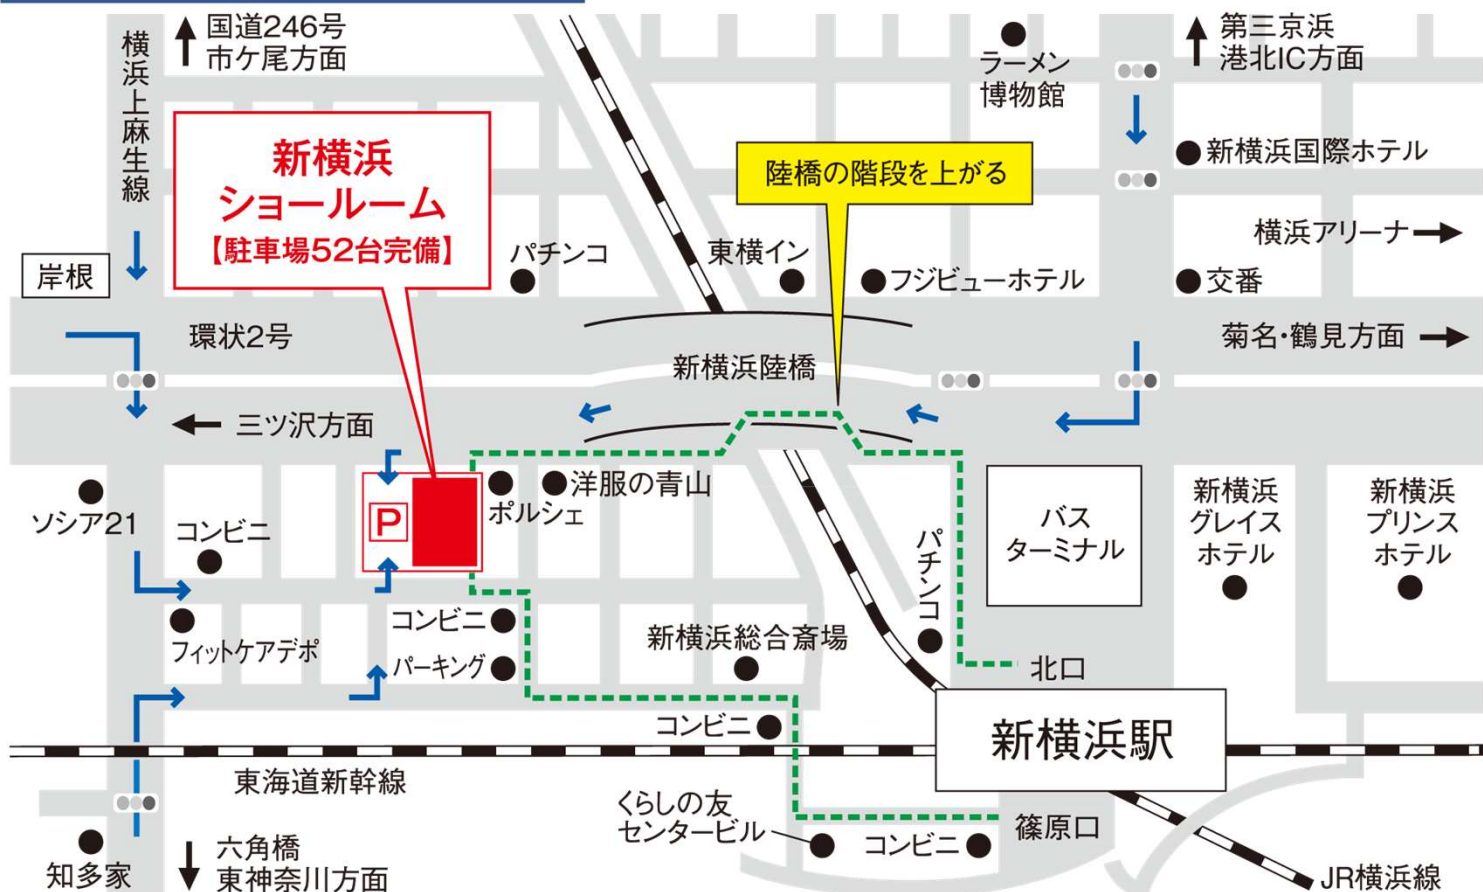 国道246号
市ケ尾方面
横浜上麻生線
第三京浜
港北IC方面
ラーメン
博物館
新横浜
ショールーム
【駐車場52台完備】
陸橋の階段を上がる
新横浜国際ホテル
横浜アリーナ
岸根
パチンコ
東横イン
フジビューホテル
交番
環状2号
新横浜陸橋
菊名・鶴見方面
三ツ沢方面
ソシア21
コンビニ
P
ポルシェ
洋服の青山
パチンコ
バス
ターミナル
新横浜
グレイス
ホテル
新横浜
プリンス
ホテル
フィットケアデポ
コンビニ
パーキング
新横浜総合斎場
北口
コンビニ
新横浜駅
東海道新幹線
くらしの友
センタービル
コンビニ
篠原口
知多家
六角橋
東神奈川方面
JR横浜線